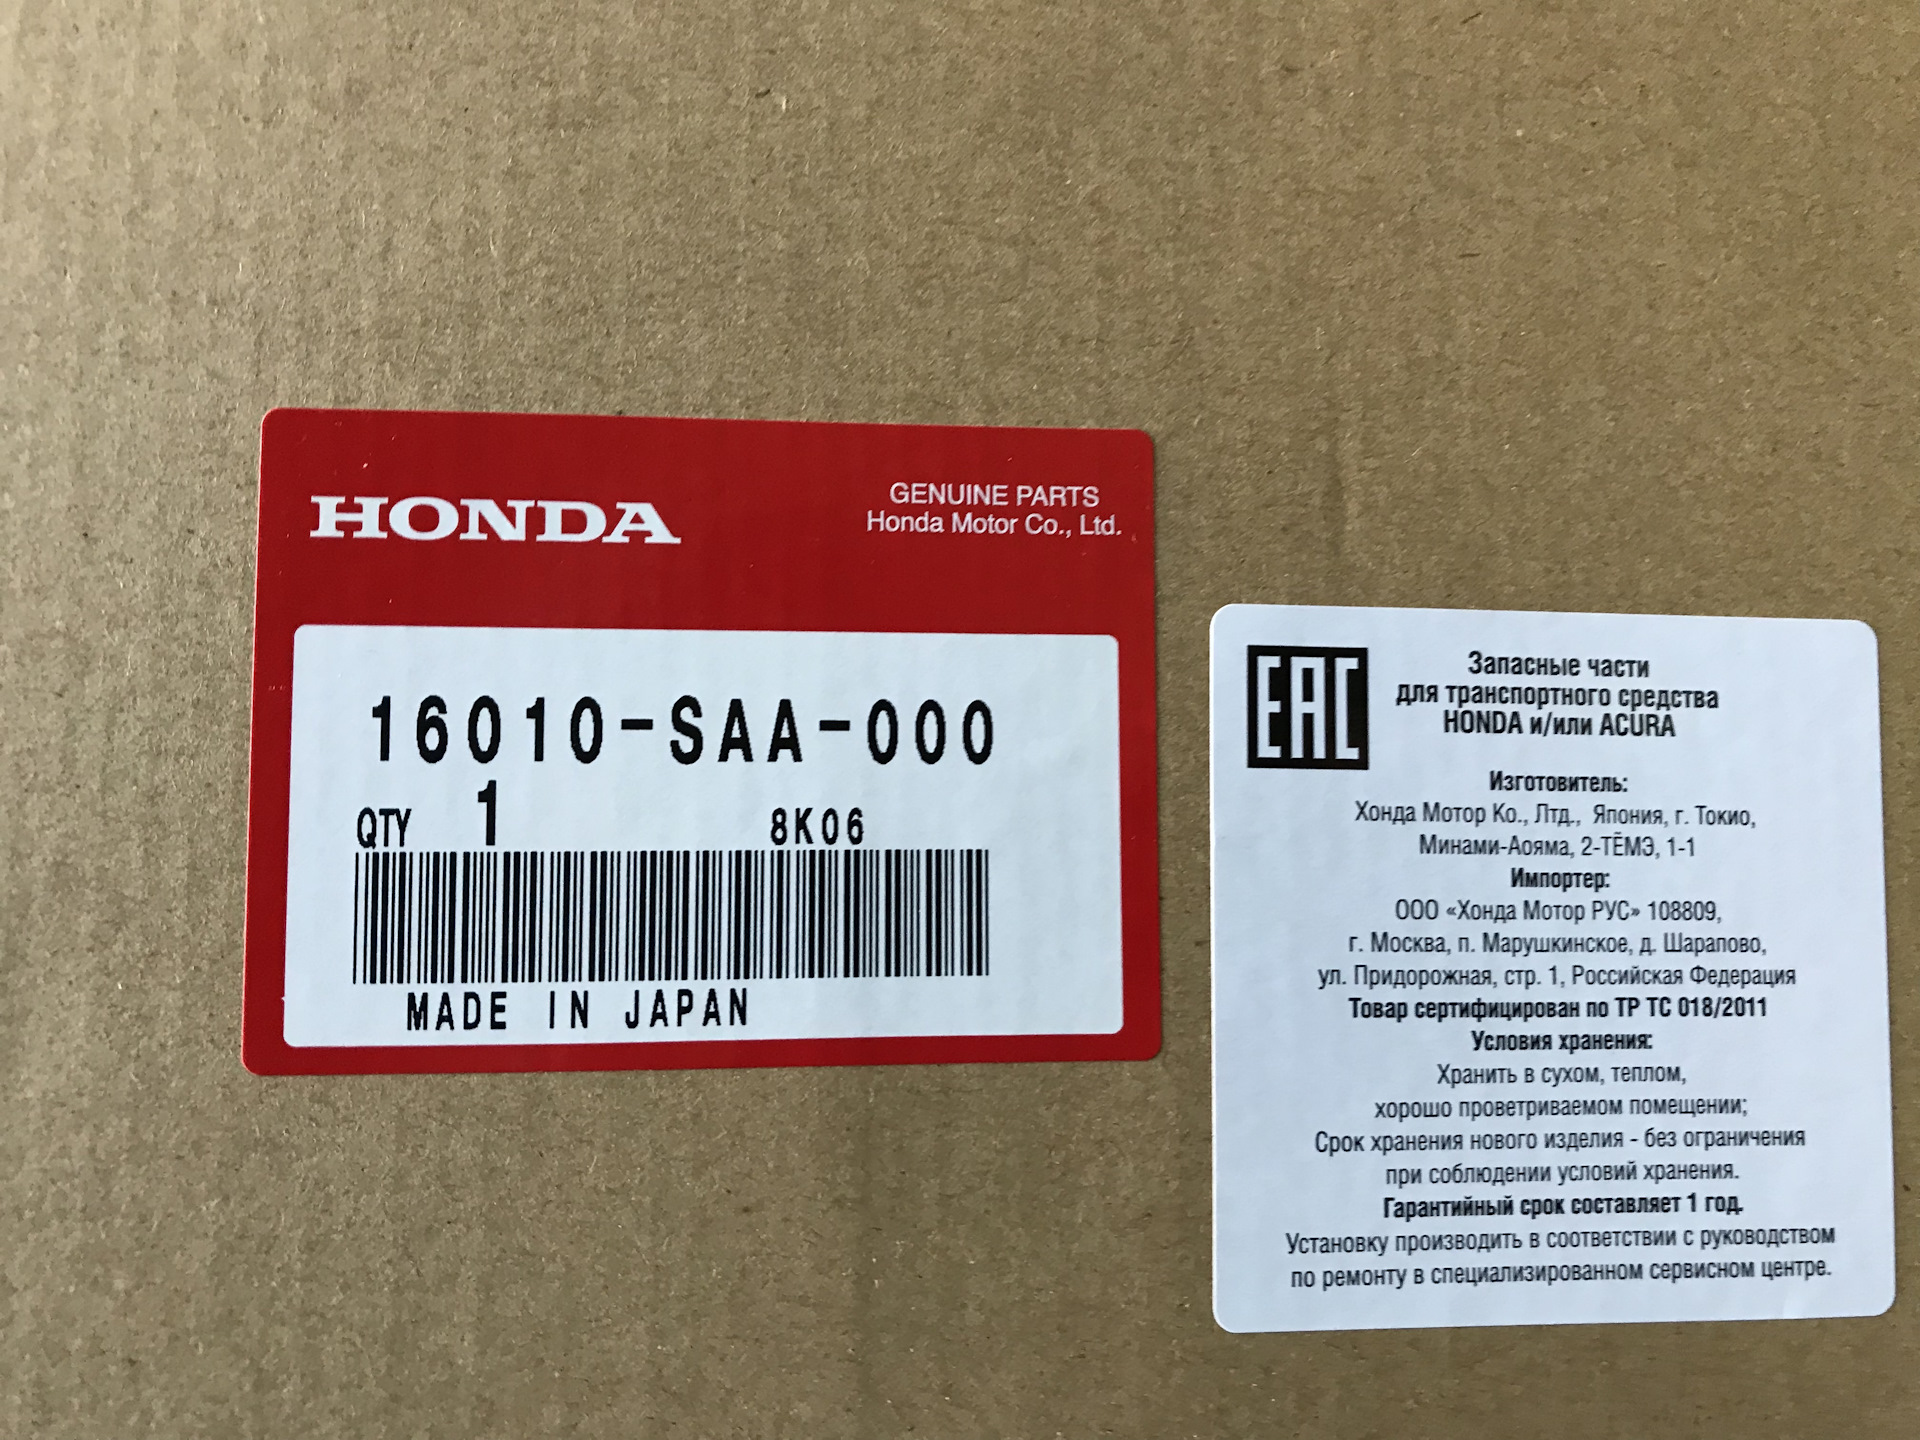 HONDA
GENUINE PARTS
Honda Motor Co., Ltd.
16010-SAA-000
QTY 1 8K06
MADE IN JAPAN
EAC
Запасные части
для транспортного средства
HONDA и/или ACURA
Изготовитель:
Хонда Мотор Ко., Лтд., Япония, г. Токио,
Минами-Аояма, 2-ТЁМЭ, 1-1
Импортер:
ООО «Хонда Мотор РУС» 108809,
г. Москва, п. Марушкинское, д. Шарапово,
ул. Придорожная, стр. 1, Российская Федерация
Товар сертифицирован по ТР ТС 018/2011
Условия хранения:
Хранить в сухом, теплом,
хорошо проветриваемом помещении;
Срок хранения нового изделия - без ограничения
при соблюдении условий хранения.
Гарантийный срок составляет 1 год.
Установку производить в соответствии с руководством
по ремонту в специализированном сервисном центре.